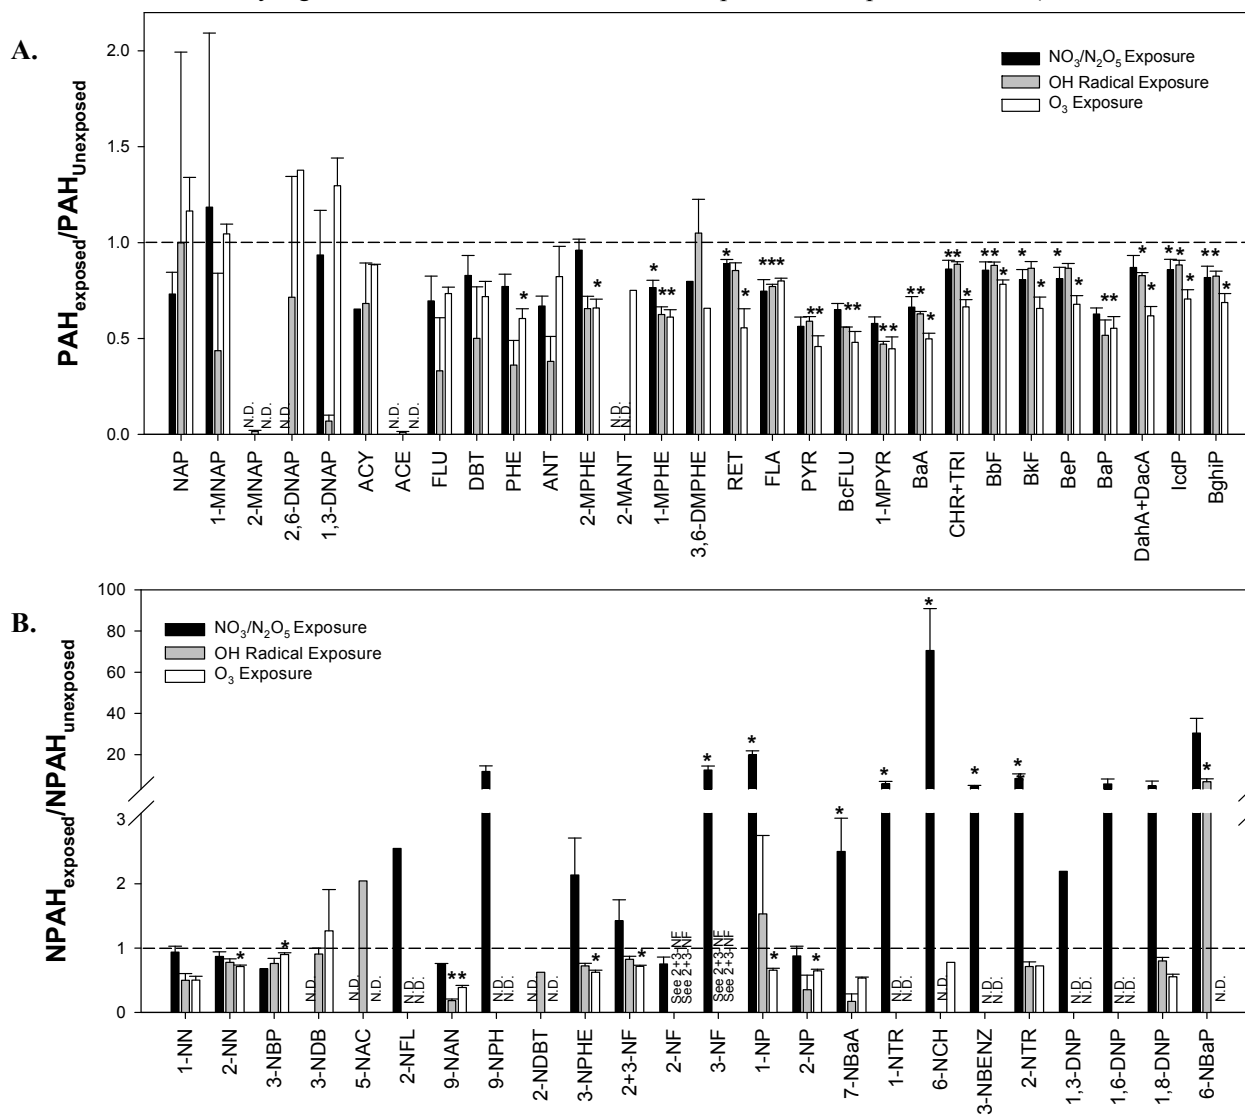 A.
PAHexposed/PAHUnexposed
2.0
1.5
1.0
0.5
0.0
NO3/N2O5 Exposure
OH Radical Exposure
O3 Exposure
N.D.
N.D.
N.D.
N.D.
N.D.
N.D.
N.D.
* * * ** * * *** ** ** ** ** * ** * ** * * * * * ** * * * * * ** *
NAP
1-MNAP
2-MNAP
2,6-DNAP
1,3-DNAP
ACY
ACE
FLU
DBT
PHE
ANT
2-MPHE
2-MANT
1-MPHE
3,6-DMPHE
RET
FLA
PYR
BcFLU
1-MPYR
BaA
CHR+TRI
BbF
BkF
BeP
BaP
DahA+DacA
IcdP
BghiP
B.
NPAHexposed/NPAHunexposed
100
80
60
40
20
3
2
1
0
NO3/N2O5 Exposure
OH Radical Exposure
O3 Exposure
N.D.
N.D.
N.D.
N.D.
N.D.
N.D.
N.D.
N.D.
N.D.
See 2+3-NF
See 2+3-NF
See 2+3-NF
See 2+3-NF
N.D.
N.D.
N.D.
N.D.
N.D.
N.D.
N.D.
N.D.
N.D.
N.D.
1-NN
2-NN
3-NBP
3-NDB
5-NAC
2-NFL
9-NAN
9-NPH
2-NDBT
3-NPHE
2+3-NF
2-NF
3-NF
1-NP
2-NP
7-NBaA
1-NTR
6-NCH
3-NBENZ
2-NTR
1,3-DNP
1,6-DNP
1,8-DNP
6-NBaP